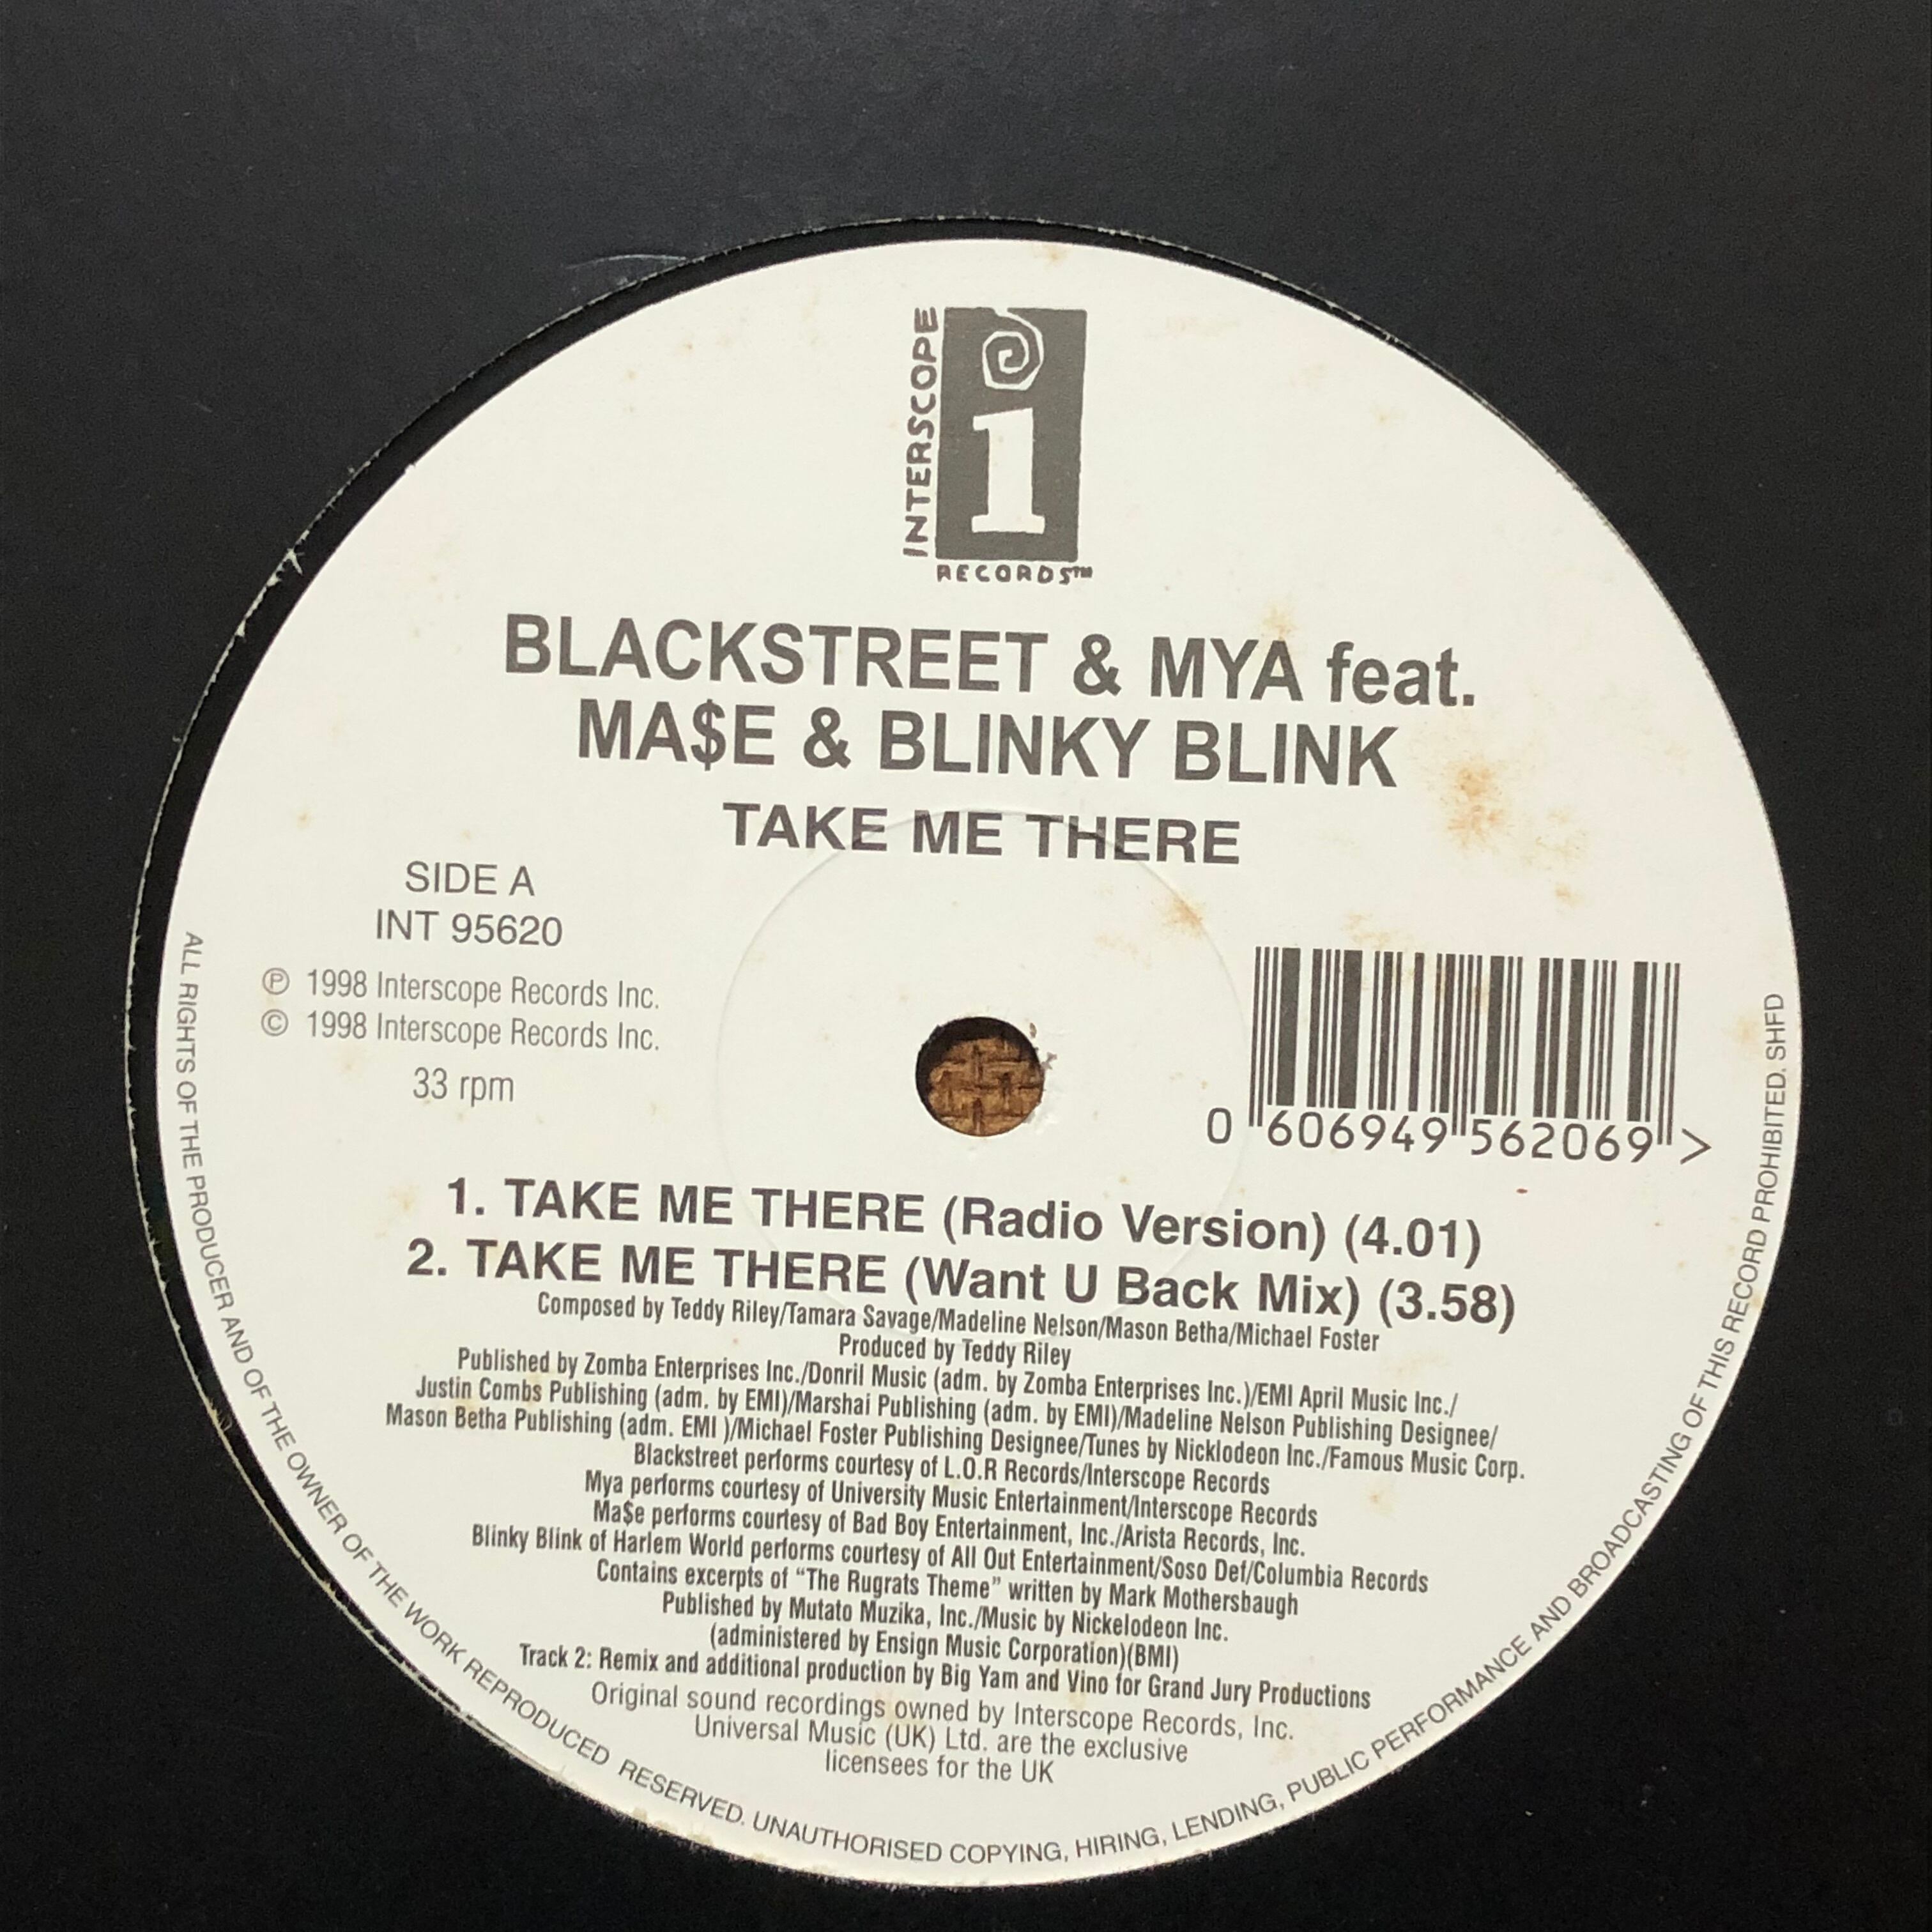 INTERSCOPE
i
RECORDS™
BLACKSTREET & MYA feat.
MA$E & BLINKY BLINK
TAKE ME THERE
SIDE A
INT 95620
℗ 1998 Interscope Records Inc.
© 1998 Interscope Records Inc.
33 rpm
0 606949 562069 >
1. TAKE ME THERE (Radio Version) (4.01)
2. TAKE ME THERE (Want U Back Mix) (3.58)
Composed by Teddy Riley/Tamara Savage/Madeline Nelson/Mason Betha/Michael Foster
Produced by Teddy Riley
Published by Zomba Enterprises Inc./Donril Music (adm. by Zomba Enterprises Inc.)/EMI April Music Inc./
Justin Combs Publishing (adm. by EMI)/Marshai Publishing (adm. by EMI)/Madeline Nelson Publishing Designee/
Mason Betha Publishing (adm. EMI )/Michael Foster Publishing Designee/Tunes by Nicklodeon Inc./Famous Music Corp.
Blackstreet performs courtesy of L.O.R Records/Interscope Records
Mya performs courtesy of University Music Entertainment/Interscope Records
Ma$e performs courtesy of Bad Boy Entertainment, Inc./Arista Records, Inc.
Blinky Blink of Harlem World performs courtesy of All Out Entertainment/Soso Def/Columbia Records
Contains excerpts of “The Rugrats Theme” written by Mark Mothersbaugh
Published by Mutato Muzika, Inc./Music by Nickelodeon Inc.
(administered by Ensign Music Corporation)(BMI)
Track 2: Remix and additional production by Big Yam and Vino for Grand Jury Productions
Original sound recordings owned by Interscope Records, Inc.
Universal Music (UK) Ltd. are the exclusive
licensees for the UK
ALL RIGHTS OF THE PRODUCER AND OF THE OWNER OF THE WORK REPRODUCED RESERVED. UNAUTHORISED COPYING, HIRING, LENDING, PUBLIC PERFORMANCE AND BROADCASTING OF THIS RECORD PROHIBITED. SHFD